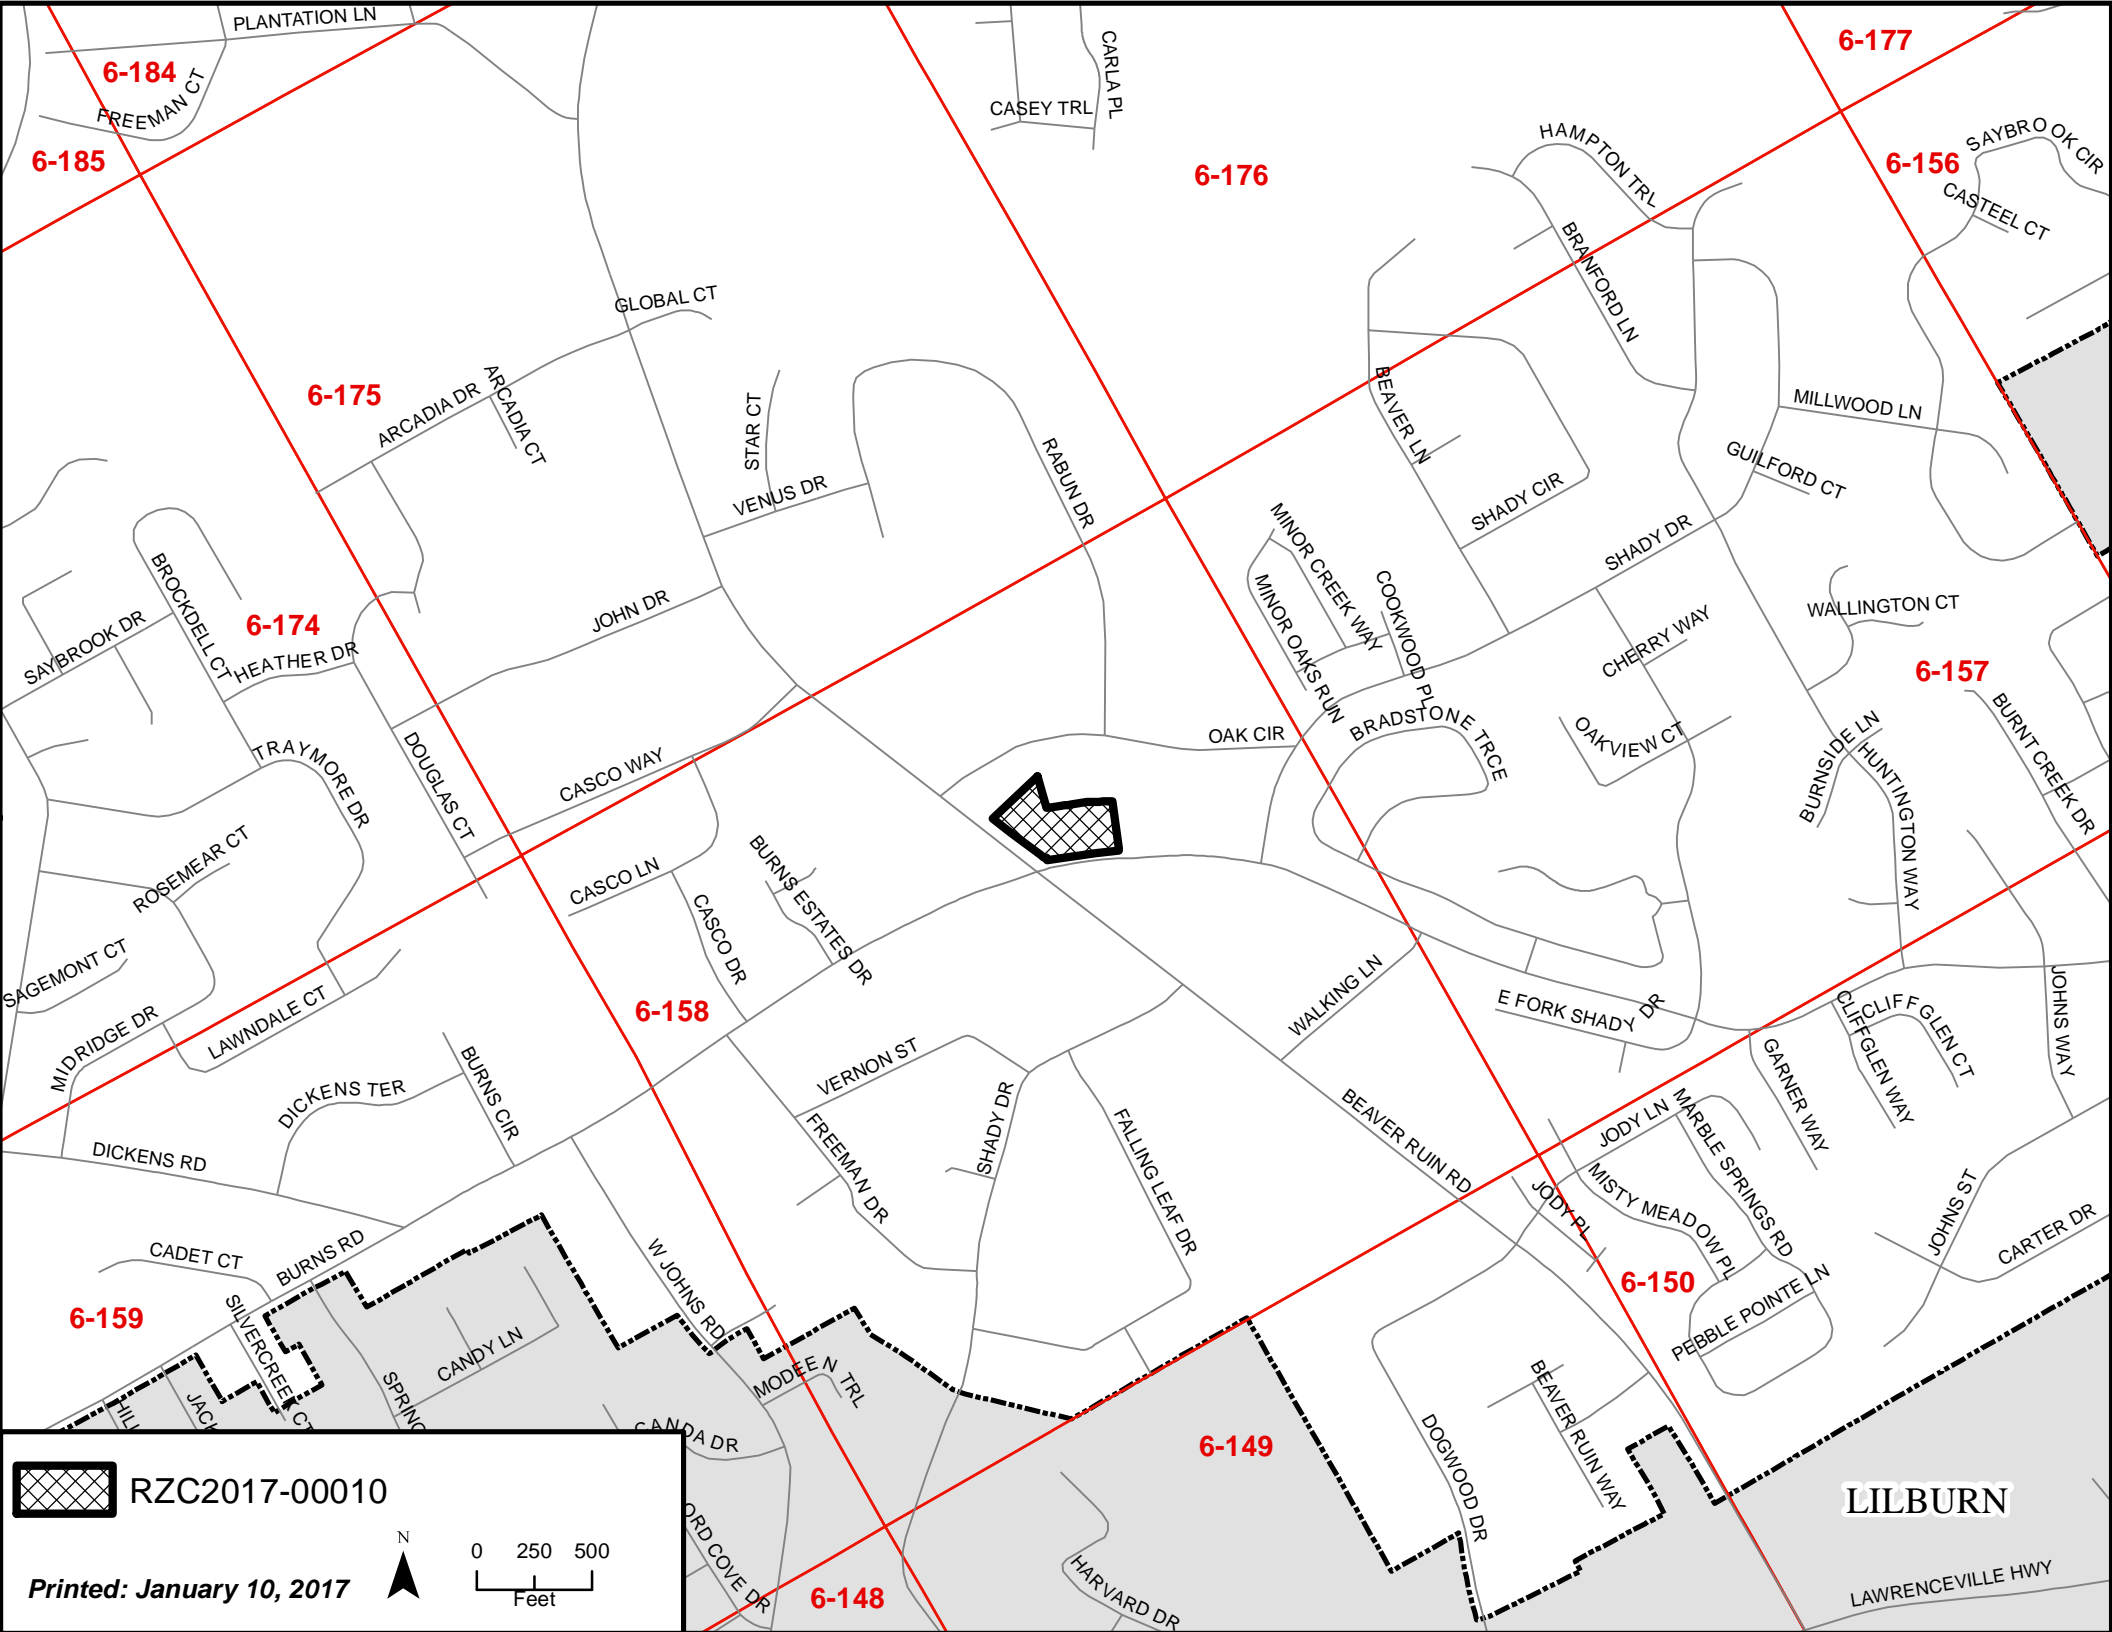 PLANTATION LN
6-184
FREEMAN CT
6-185
CARLA PL
CASEY TRL
6-176
6-177
HAMPTON TRL
6-156
SAYBROOK CIR
CASTEEL CT
BRANFORD LN
GLOBAL CT
6-175
ARCADIA DR
ARCADIA CT
STAR CT
VENUS DR
RABUN DR
BEAVER LN
MILLWOOD LN
GUILFORD CT
SHADY CIR
SHADY DR
MINOR CREEK WAY
MINOR OAKS RUN
COOKWOOD PL
BROCKDELL CT
6-174
SAYBROOK DR
HEATHER DR
JOHN DR
CHERRY WAY
WALLINGTON CT
6-157
BRADSTONE TRCE
OAKVIEW CT
OAK CIR
BURNSIDE LN
HUNTINGTON WAY
BURNT CREEK DR
TRAYMORE DR
DOUGLAS CT
CASCO WAY
ROSEMEAR CT
CASCO LN
CASCO DR
BURNS ESTATES DR
SAGEMONT CT
MIDRIDGE DR
LAWNDALE CT
6-158
WALKING LN
E FORK SHADY DR
CLIFFGLEN CT
CLIFFGLEN WAY
JOHNS WAY
GARNER WAY
DICKENS TER
BURNS CIR
VERNON ST
SHADY DR
FREEMAN DR
FALLING LEAF DR
BEAVER RUIN RD
JODY LN
MARBLE SPRINGS RD
DICKENS RD
JODY PL
MISTY MEADOW PL
JOHNS ST
CARTER DR
CADET CT
BURNS RD
W JOHNS RD
6-150
6-159
PEBBLE POINTE LN
SILVERCREEK CT
CANDY LN
MODEEN TRL
HILL
JACK
SPRING
CANDA DR
6-149
BEAVER RUIN WAY
DOGWOOD DR
LILBURN
RZC2017-00010
N
0 250 500
Feet
Printed: January 10, 2017
ORD COVE DR
6-148
HARVARD DR
LAWRENCEVILLE HWY